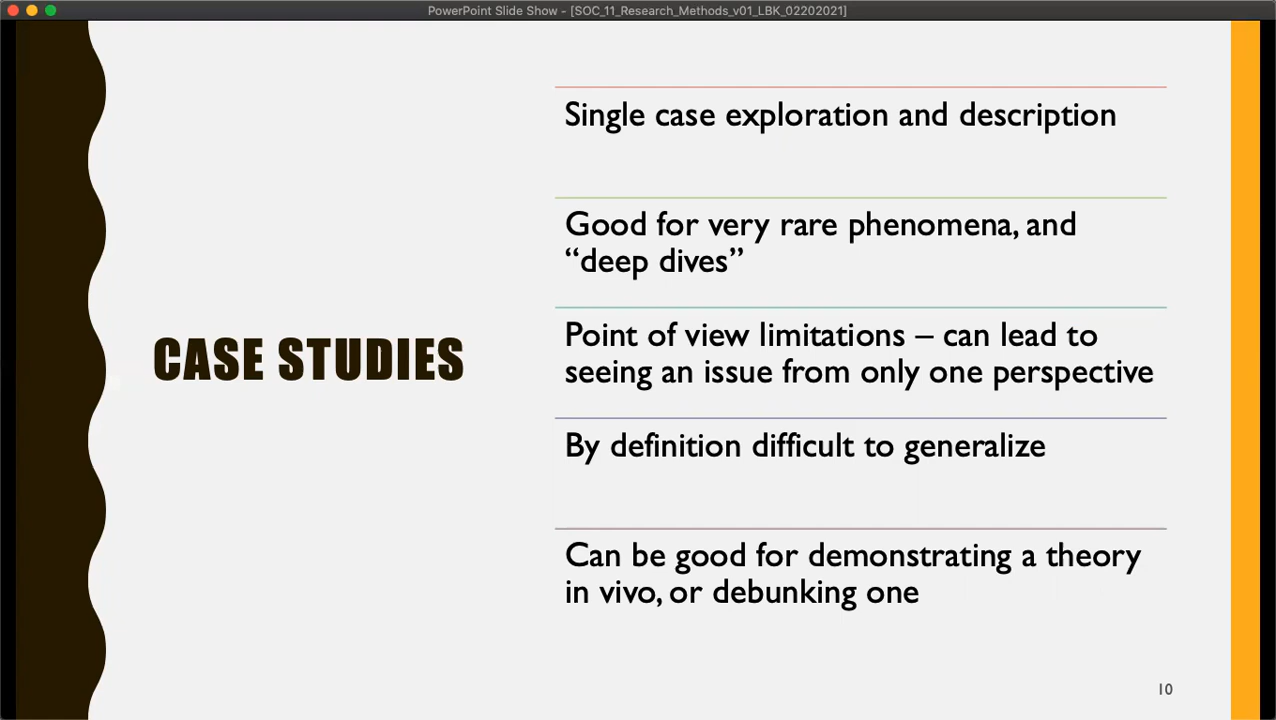 PowerPoint Slide Show - [SOC_11_Research_Methods_v01_LBK_02202021]
CASE STUDIES
Single case exploration and description
Good for very rare phenomena, and
“deep dives”
Point of view limitations – can lead to
seeing an issue from only one perspective
By definition difficult to generalize
Can be good for demonstrating a theory
in vivo, or debunking one
10